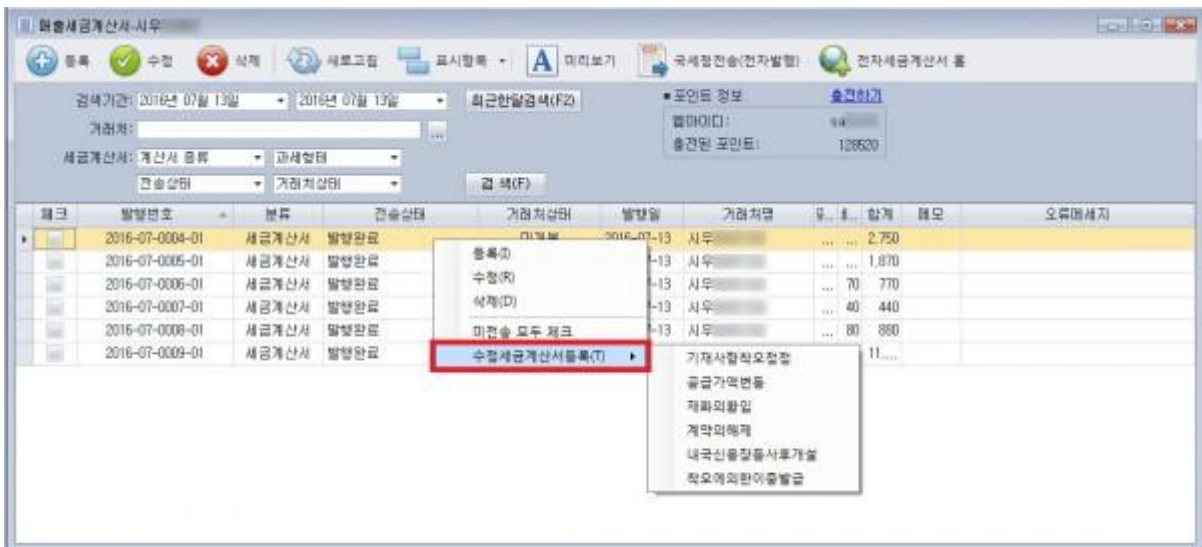 매출세금계산서-시우
등록 수정 삭제 새로고침 표시항목 A 미리보기 국세청전송(전자발행) 전자세금계산서 홈
검색기간: 2016년 07월 13일 2016년 07월 13일 최근한달검색(F2) ■포인트 정보 충전하기
거래처: ... 웹아이디:
세금계산서: 계산서 종류 과세형태 충전된 포인트: 128520
전송상태 거래처상태 검 색(F)
체크 발행번호 분류 전송상태 거래처상태 발행일 거래처명 합계 메모 오류메세지
2016-07-0004-01 세금계산서 발행완료 미개봉 2016-07-13 시우 ... ... 2,750
2016-07-0005-01 세금계산서 발행완료 -13 시우 ... ... 1,870
2016-07-0006-01 세금계산서 발행완료 -13 시우 ... 70 770
2016-07-0007-01 세금계산서 발행완료 -13 시우 ... 40 440
2016-07-0008-01 세금계산서 발행완료 -13 시우 ... 80 880
2016-07-0009-01 세금계산서 발행완료 11,...
등록(I)
수정(R)
삭제(D)
미전송 모두 체크
수정세금계산서등록(T)
기재사항착오정정
공급가액변동
재화의환입
계약의해제
내국신용장등사후개설
착오에의한이중발급